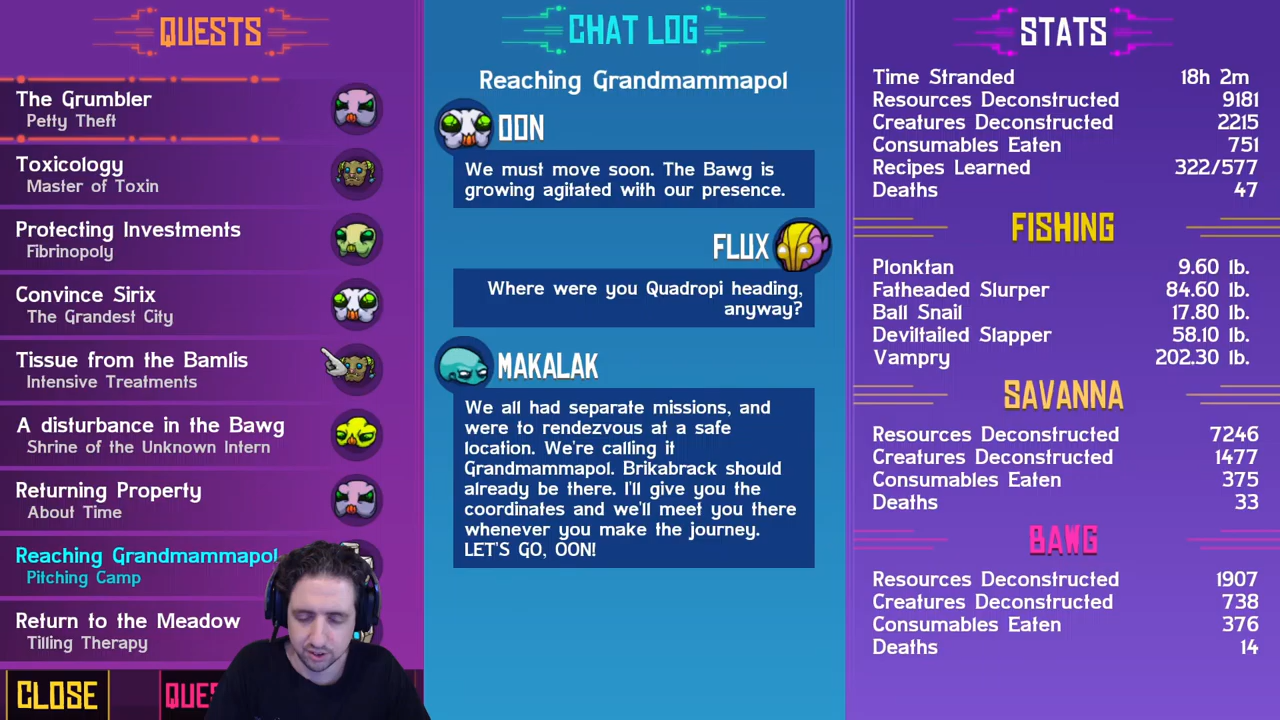 QUESTS
The Grumbler
Petty Theft
Toxicology
Master of Toxin
Protecting Investments
Fibrinopoly
Convince Sirix
The Grandest City
Tissue from the Bamlis
Intensive Treatments
A disturbance in the Bawg
Shrine of the Unknown Intern
Returning Property
About Time
Reaching Grandmammapol
Pitching Camp
Return to the Meadow
Tilling Therapy
CLOSE
CHAT LOG
Reaching Grandmammapol
OON
We must move soon. The Bawg is
growing agitated with our presence.
FLUX
Where were you Quadropi heading,
anyway?
MAKALAK
We all had separate missions, and
were to rendezvous at a safe
location. We're calling it
Grandmammapol. Brikabrack should
already be there. I'll give you the
coordinates and we'll meet you there
whenever you make the journey.
LET'S GO, OON!
STATS
Time Stranded 18h 2m
Resources Deconstructed 9181
Creatures Deconstructed 2215
Consumables Eaten 751
Recipes Learned 322/577
Deaths 47
FISHING
Plonktan 9.60 lb.
Fatheaded Slurper 84.60 lb.
Ball Snail 17.80 lb.
Deviltailed Slapper 58.10 lb.
Vampry 202.30 lb.
SAVANNA
Resources Deconstructed 7246
Creatures Deconstructed 1477
Consumables Eaten 375
Deaths 33
BAWG
Resources Deconstructed 1907
Creatures Deconstructed 738
Consumables Eaten 376
Deaths 14